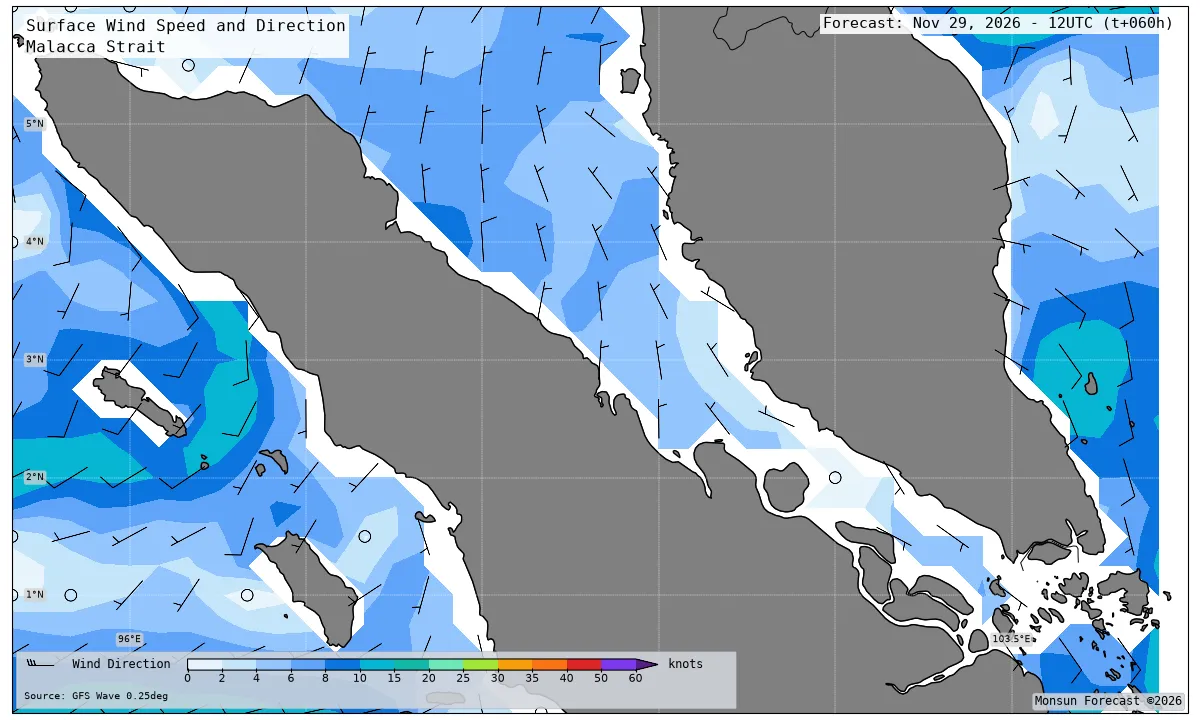 Surface Wind Speed and Direction
Malacca Strait
Forecast: Nov 29, 2026 - 12UTC (t+060h)
5°N
4°N
3°N
2°N
1°N
96°E
103.5°E
Wind Direction
knots
0 2 4 6 8 10 15 20 25 30 35 40 50 60
Source: GFS Wave 0.25deg
Monsun Forecast ©2026